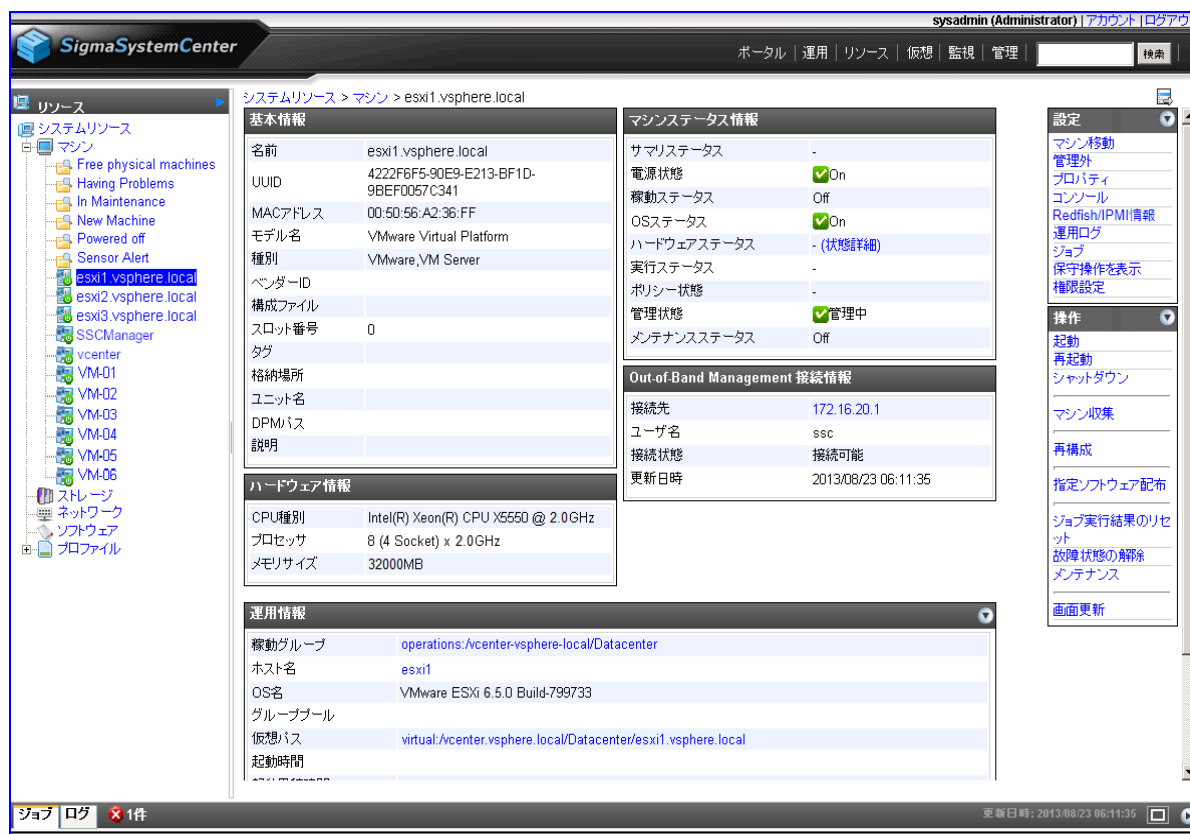 sysadmin (Administrator) | アカウント | ログアウ
SigmaSystemCenter
ポータル | 運用 | リソース | 仮想 | 監視 | 管理 |
検索
リソース
システムリソース
マシン
Free physical machines
Having Problems
In Maintenance
New Machine
Powered off
Sensor Alert
esxi1.vsphere.local
esxi2.vsphere.local
esxi3.vsphere.local
SSCManager
vcenter
VM-01
VM-02
VM-03
VM-04
VM-05
VM-06
ストレージ
ネットワーク
ソフトウェア
プロファイル
システムリソース > マシン > esxi1.vsphere.local
基本情報
名前 esxi1.vsphere.local
UUID 4222F6F5-90E9-E213-BF1D-
9BEF0057C341
MACアドレス 00:50:56:A2:36:FF
モデル名 VMware Virtual Platform
種別 VMware,VM Server
ベンダーID
構成ファイル
スロット番号 0
タグ
格納場所
ユニット名
DPMパス
説明
ハードウェア情報
CPU種別 Intel(R) Xeon(R) CPU X5550 @ 2.0GHz
プロセッサ 8 (4 Socket) x 2.0GHz
メモリサイズ 32000MB
マシンステータス情報
サマリステータス -
電源状態 On
稼動ステータス Off
OSステータス On
ハードウェアステータス - (状態詳細)
実行ステータス -
ポリシー状態 -
管理状態 管理中
メンテナンスステータス Off
Out-of-Band Management 接続情報
接続先 172.16.20.1
ユーザ名 ssc
接続状態 接続可能
更新日時 2013/08/23 06:11:35
運用情報
稼動グループ operations:/vcenter-vsphere-local/Datacenter
ホスト名 esxi1
OS名 VMware ESXi 6.5.0 Build-799733
グループプール
仮想パス virtual:/vcenter.vsphere.local/Datacenter/esxi1.vsphere.local
起動時間
設定
マシン移動
管理外
プロパティ
コンソール
Redfish/IPMI情報
運用ログ
ジョブ
保守操作を表示
権限設定
操作
起動
再起動
シャットダウン
マシン収集
再構成
指定ソフトウェア配布
ジョブ実行結果のリセ
ット
故障状態の解除
メンテナンス
画面更新
ジョブ ログ 1件
更新日時: 2013/08/23 06:11:35